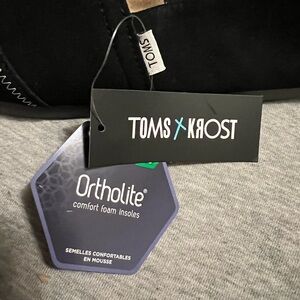 TOMS
TOMS X KROST
Ortholite®
comfort foam insoles
SEMELLES CONFORTABLES
EN MOUSSE